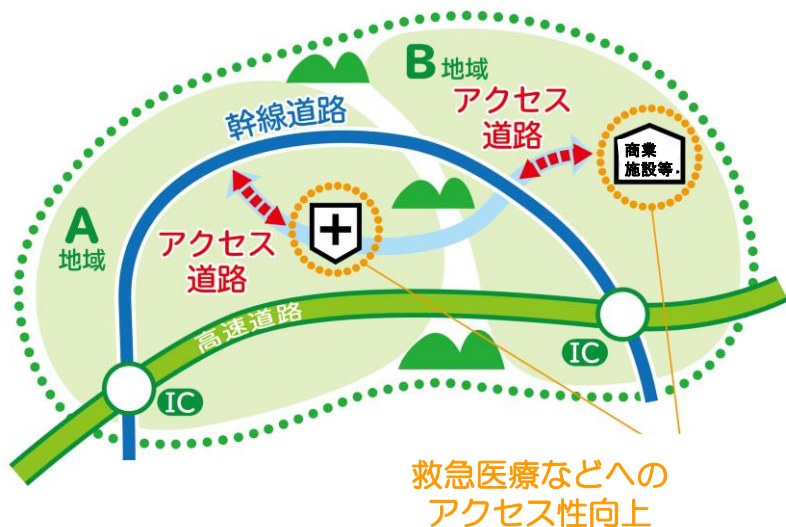 B 地域
アクセス
道路
幹線道路
商業
施設等.
A
地域
アクセス
道路
高速道路
IC
IC
救急医療などへの
アクセス性向上